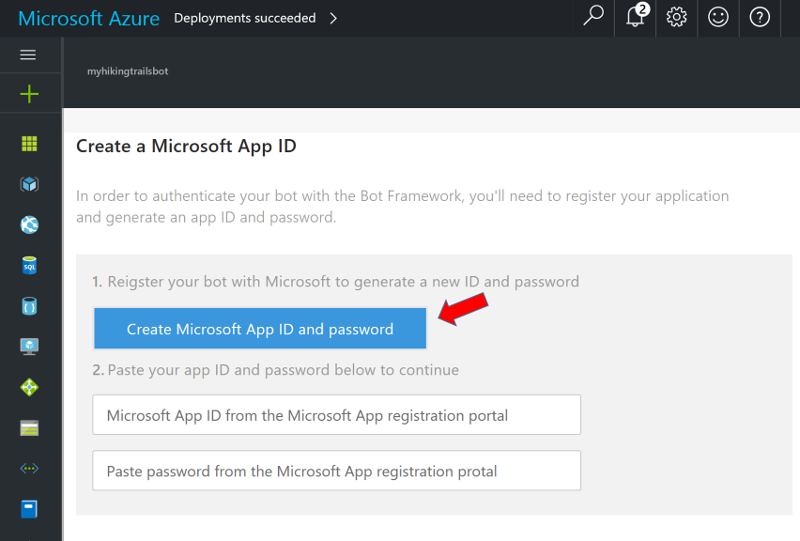 Microsoft Azure Deployments succeeded
2
myhikingtrailsbot
Create a Microsoft App ID
In order to authenticate your bot with the Bot Framework, you'll need to register your application
and generate an app ID and password.
1. Reigster your bot with Microsoft to generate a new ID and password
Create Microsoft App ID and password
2. Paste your app ID and password below to continue
Microsoft App ID from the Microsoft App registration portal
Paste password from the Microsoft App registration protal
SQL